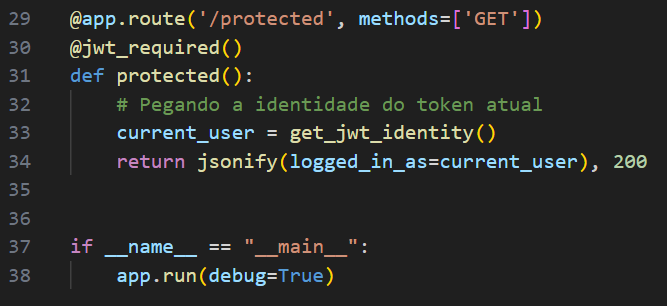 29 @app.route('/protected', methods=['GET'])
30 @jwt_required()
31 def protected():
32     # Pegando a identidade do token atual
33     current_user = get_jwt_identity()
34     return jsonify(logged_in_as=current_user), 200
35
36
37 if __name__ == "__main__":
38     app.run(debug=True)